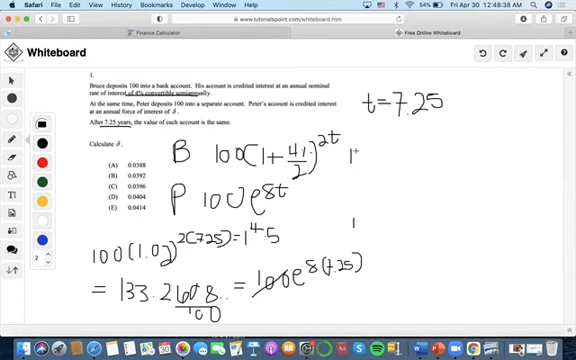 Safari File Edit View History Bookmarks Develop Window Help
54% Fri Apr 30 12:48:38 AM
www.tutorialspoint.com/whiteboard.htm
Finance Calculator
Free Online Whiteboard
Whiteboard
1.
Bruce deposits 100 into a bank account. His account is credited interest at an annual nominal
rate of interest of 4% convertible semiannually.
At the same time, Peter deposits 100 into a separate account. Peter's account is credited interest
at an annual force of interest of δ.
After 7.25 years, the value of each account is the same.
Calculate δ.
(A) 0.0388
(B) 0.0392
(C) 0.0396
(D) 0.0404
(E) 0.0414
t=7.25
B 100(1+4%/2)^2t
P 100e^δt
100(1.02)^2(7.25)=14.5
= 133.2608.. /100 = 100e^δ(7.25)
2